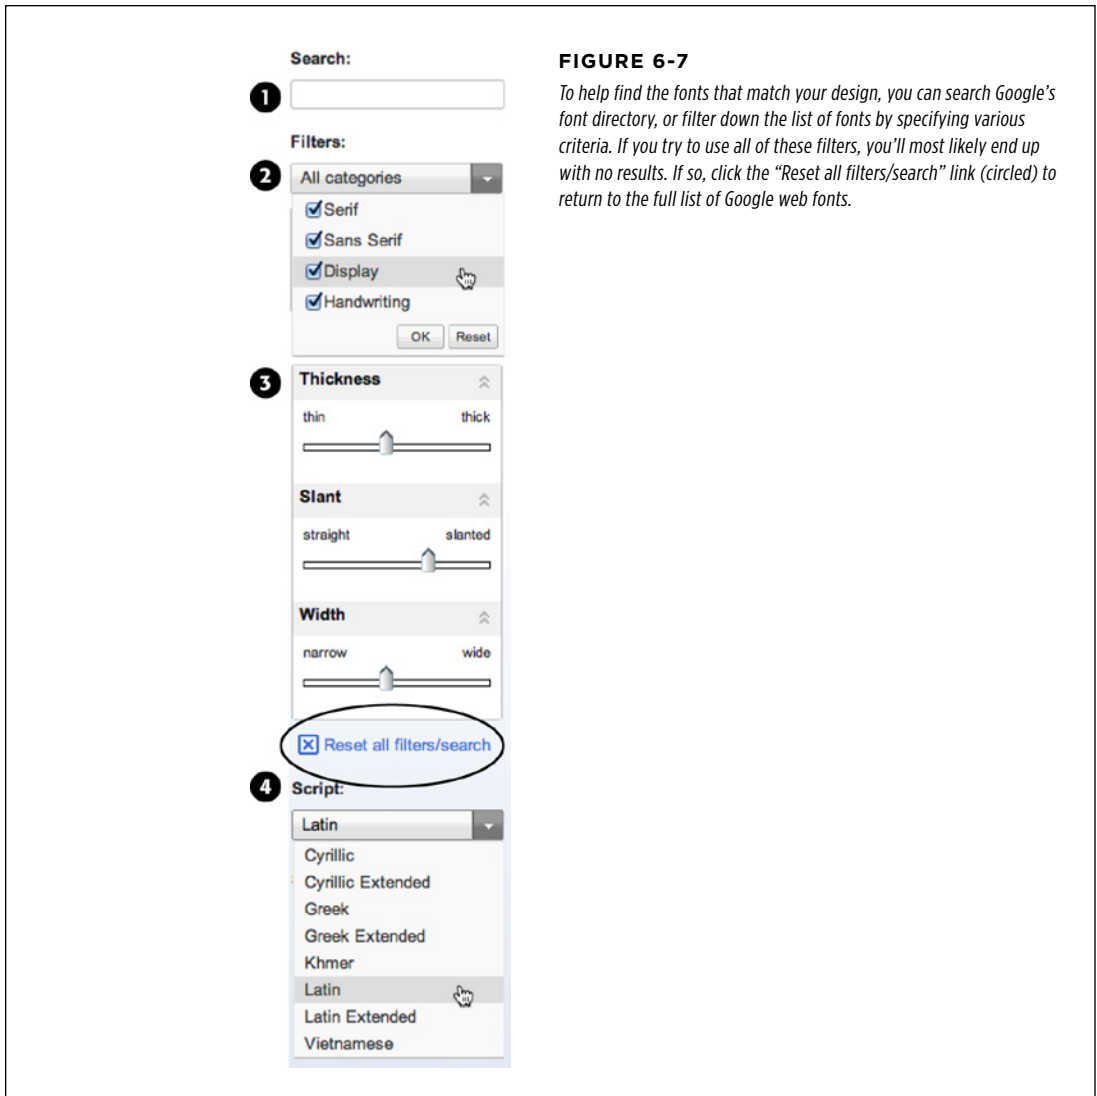 Search:
1
Filters:
2 All categories
Serif
Sans Serif
Display
Handwriting
OK Reset
3 Thickness
thin thick
Slant
straight slanted
Width
narrow wide
Reset all filters/search
4 Script:
Latin
Cyrillic
Cyrillic Extended
Greek
Greek Extended
Khmer
Latin
Latin Extended
Vietnamese
FIGURE 6-7
To help find the fonts that match your design, you can search Google's
font directory, or filter down the list of fonts by specifying various
criteria. If you try to use all of these filters, you'll most likely end up
with no results. If so, click the “Reset all filters/search” link (circled) to
return to the full list of Google web fonts.